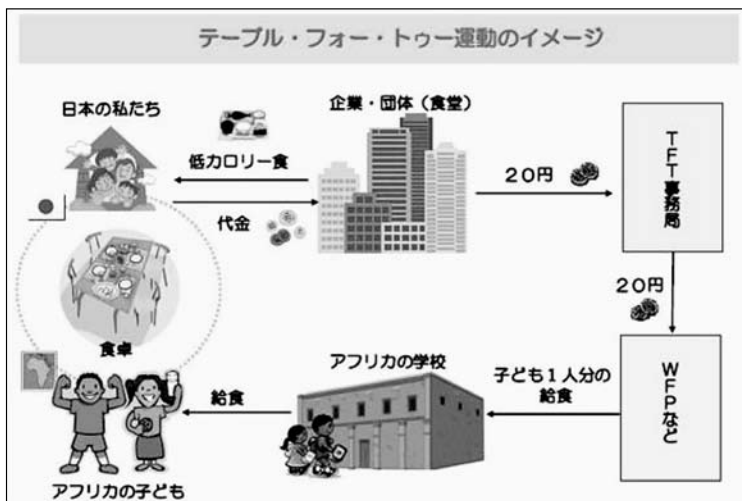 テーブル・フォー・トゥー運動のイメージ
日本の私たち
企業・団体（食堂）
低カロリー食
代金
20円
TFT事務局
20円
WFPなど
子ども1人分の
給食
アフリカの学校
給食
食卓
アフリカの子ども